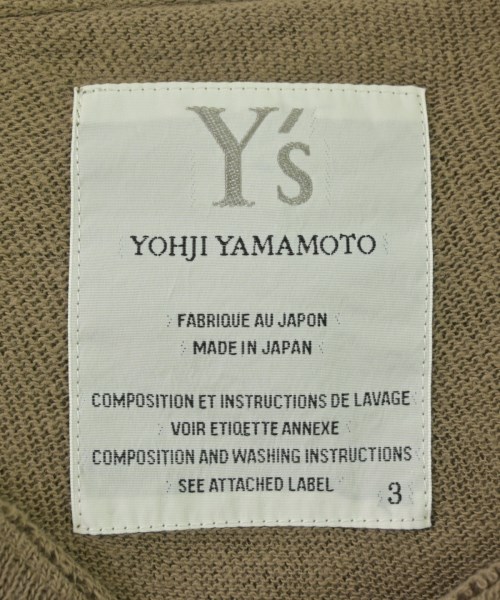 Y's
YOHJI YAMAMOTO
FABRIQUE AU JAPON
MADE IN JAPAN
COMPOSITION ET INSTRUCTIONS DE LAVAGE
VOIR ETIQETTE ANNEXE
COMPOSITION AND WASHING INSTRUCTIONS
SEE ATTACHED LABEL
3